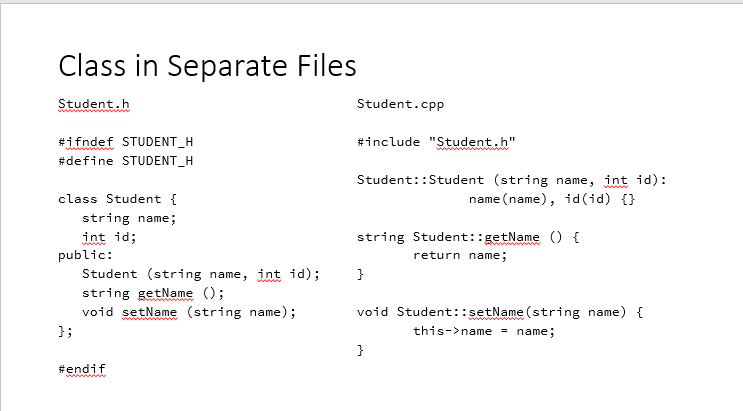 Class in Separate Files
Student.h
#ifndef STUDENT_H
#define STUDENT_H
class Student {
string name;
int id;
public:
Student (string name, int id);
string getName ();
void setName (string name);
};
#endif
Student.cpp
#include "Student.h"
Student::Student (string name, int id):
name(name), id(id) {}
string Student::getName () {
return name;
}
void Student::setName(string name) {
this->name = name;
}